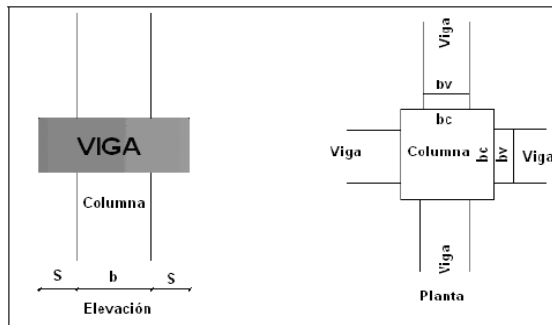 VIGA
Columna
S b S
Elevación
Viga
bv
bc
Viga Columna bc bv Viga
Viga
Planta